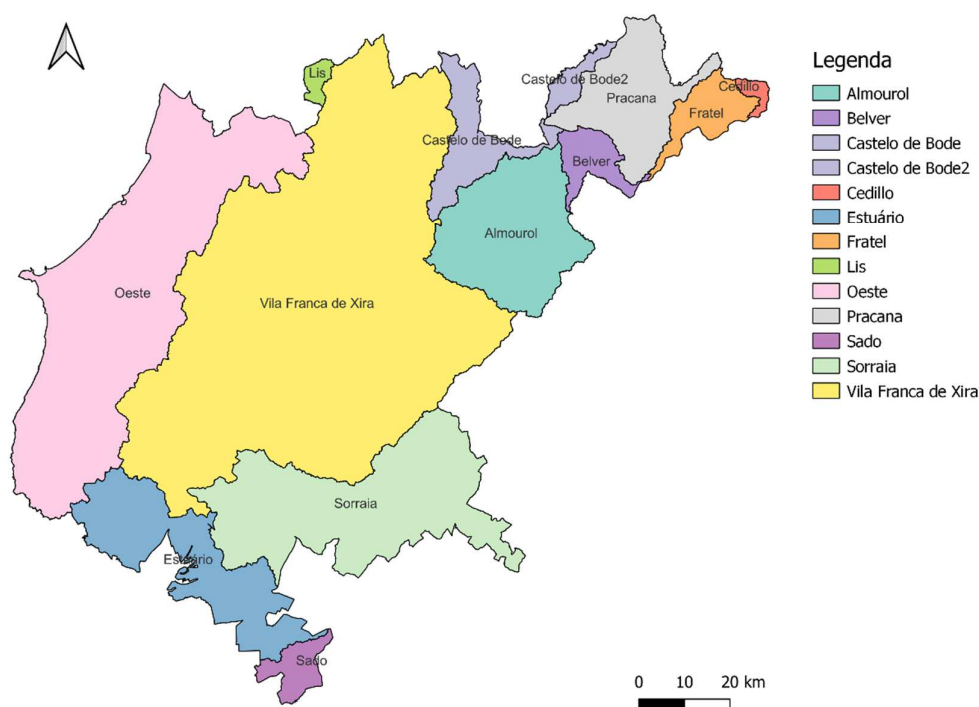 Lis
Castelo de Bode2
Cedillo
Pracana
Fratel
Castelo de Bode
Belver
Almourol
Oeste
Vila Franca de Xira
Sorraia
Estuário
Sado
Legenda
Almourol
Belver
Castelo de Bode
Castelo de Bode2
Cedillo
Estuário
Fratel
Lis
Oeste
Pracana
Sado
Sorraia
Vila Franca de Xira
0 10 20 km